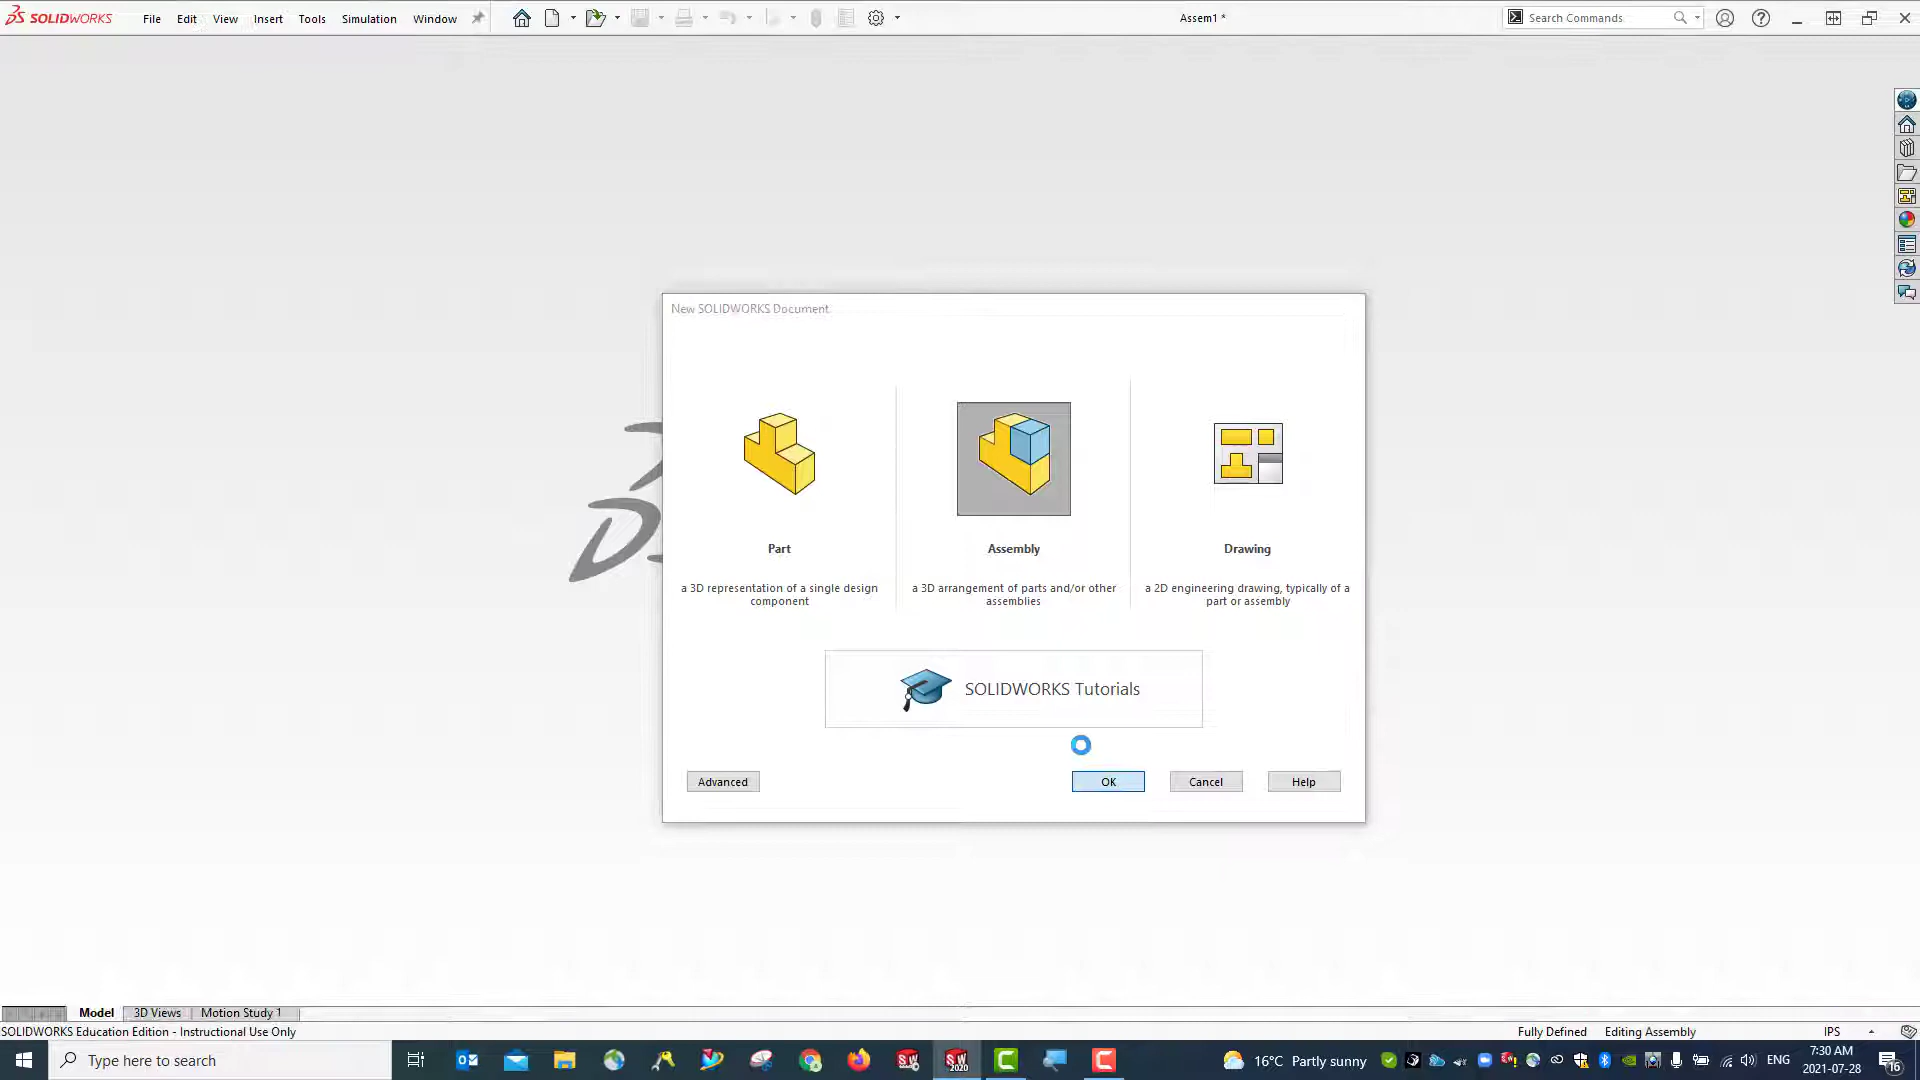 SOLIDWORKS File Edit View Insert Tools Simulation Window Assem1 * Search Commands
New SOLIDWORKS Document
Part Assembly Drawing
a 3D representation of a single design component
a 3D arrangement of parts and/or other assemblies
a 2D engineering drawing, typically of a part or assembly
SOLIDWORKS Tutorials
Advanced OK Cancel Help
Model 3D Views Motion Study 1
SOLIDWORKS Education Edition - Instructional Use Only Fully Defined Editing Assembly IPS
Type here to search 16°C Partly sunny ENG 7:30 AM
2021-07-28 16